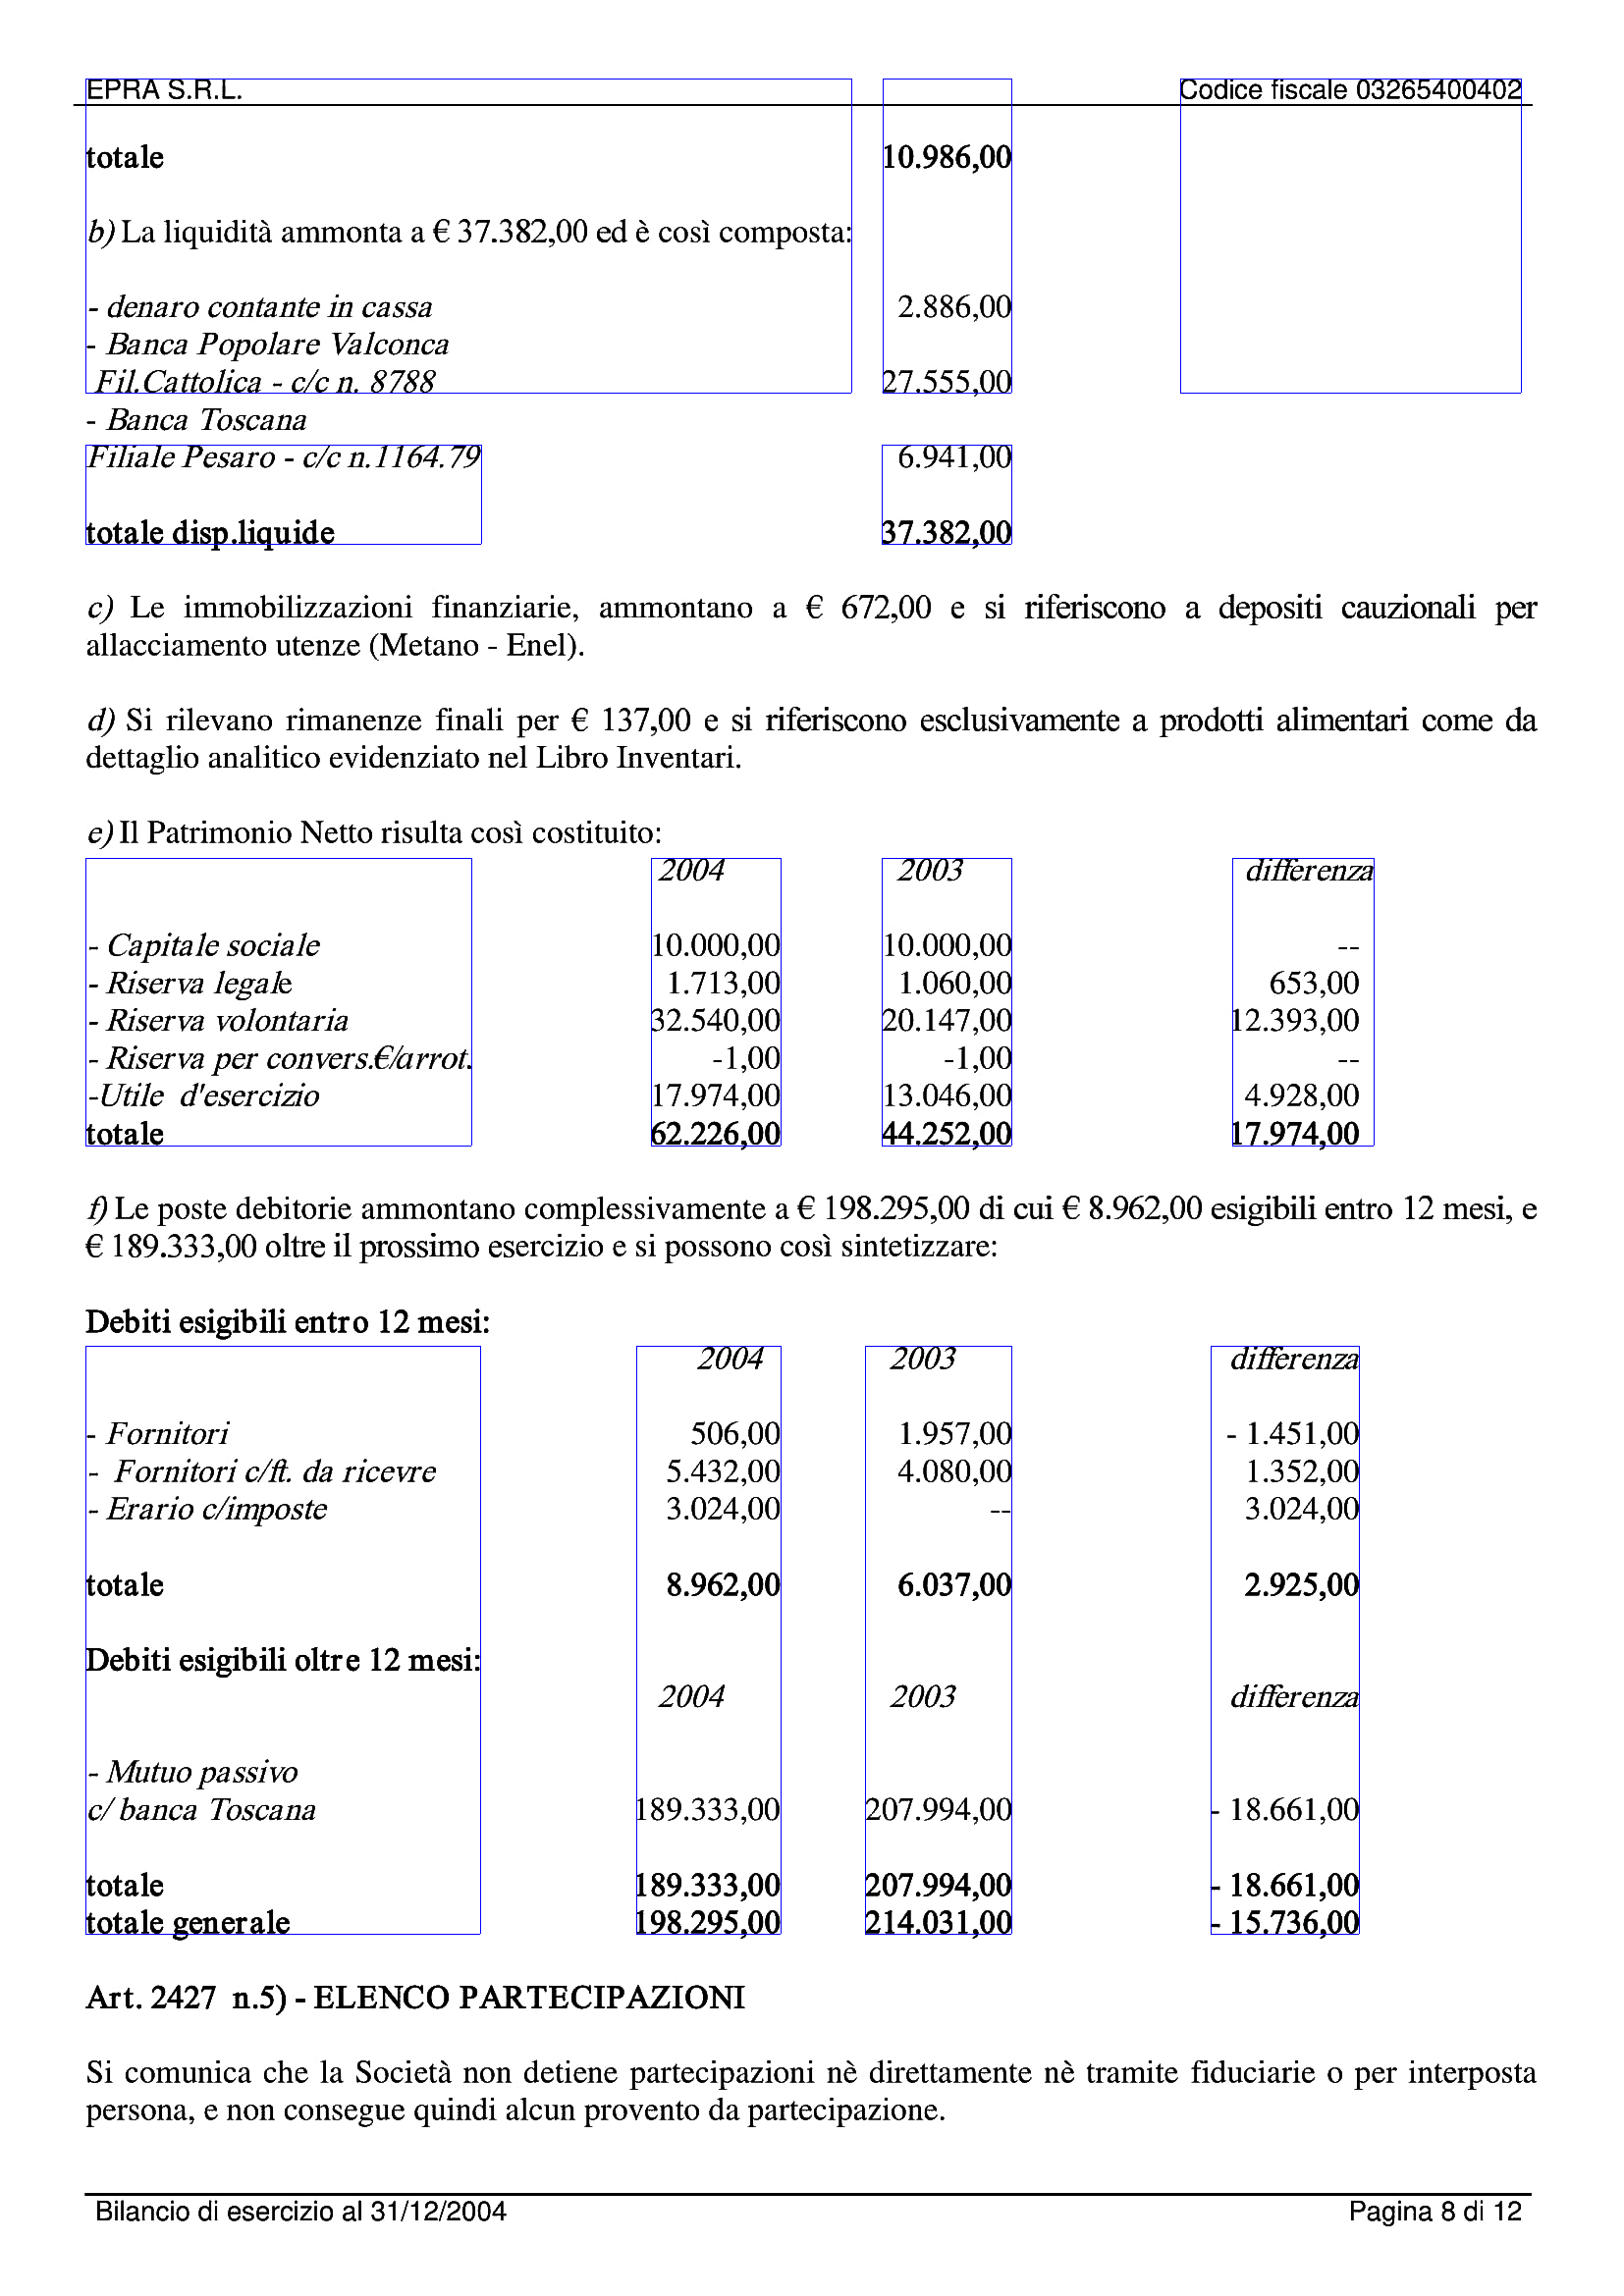 EPRA S.R.L. Codice fiscale 03265400402
totale 10.986,00
b) La liquidità ammonta a € 37.382,00 ed è così composta:
- denaro contante in cassa 2.886,00
- Banca Popolare Valconca
Fil.Cattolica - c/c n. 8788 27.555,00
- Banca Toscana
Filiale Pesaro - c/c n.1164.79 6.941,00
totale disp.liquide 37.382,00
c) Le immobilizzazioni finanziarie, ammontano a € 672,00 e si riferiscono a depositi cauzionali per
allacciamento utenze (Metano - Enel).
d) Si rilevano rimanenze finali per € 137,00 e si riferiscono esclusivamente a prodotti alimentari come da
dettaglio analitico evidenziato nel Libro Inventari.
e) Il Patrimonio Netto risulta così costituito:
2004 2003 differenza
- Capitale sociale 10.000,00 10.000,00 --
- Riserva legale 1.713,00 1.060,00 653,00
- Riserva volontaria 32.540,00 20.147,00 12.393,00
- Riserva per convers.€/arrot. -1,00 -1,00 --
-Utile  d'esercizio 17.974,00 13.046,00 4.928,00
totale 62.226,00 44.252,00 17.974,00
f) Le poste debitorie ammontano complessivamente a € 198.295,00 di cui € 8.962,00 esigibili entro 12 mesi, e
€ 189.333,00 oltre il prossimo esercizio e si possono così sintetizzare:
Debiti esigibili entro 12 mesi:
2004 2003 differenza
- Fornitori 506,00 1.957,00 - 1.451,00
-  Fornitori c/ft. da ricevre 5.432,00 4.080,00 1.352,00
- Erario c/imposte 3.024,00 -- 3.024,00
totale 8.962,00 6.037,00 2.925,00
Debiti esigibili oltre 12 mesi:
2004 2003 differenza
- Mutuo passivo
c/ banca Toscana 189.333,00 207.994,00 - 18.661,00
totale 189.333,00 207.994,00 - 18.661,00
totale generale 198.295,00 214.031,00 - 15.736,00
Art. 2427  n.5) - ELENCO PARTECIPAZIONI
Si comunica che la Società non detiene partecipazioni nè direttamente nè tramite fiduciarie o per interposta
persona, e non consegue quindi alcun provento da partecipazione.
Bilancio di esercizio al 31/12/2004 Pagina 8 di 12